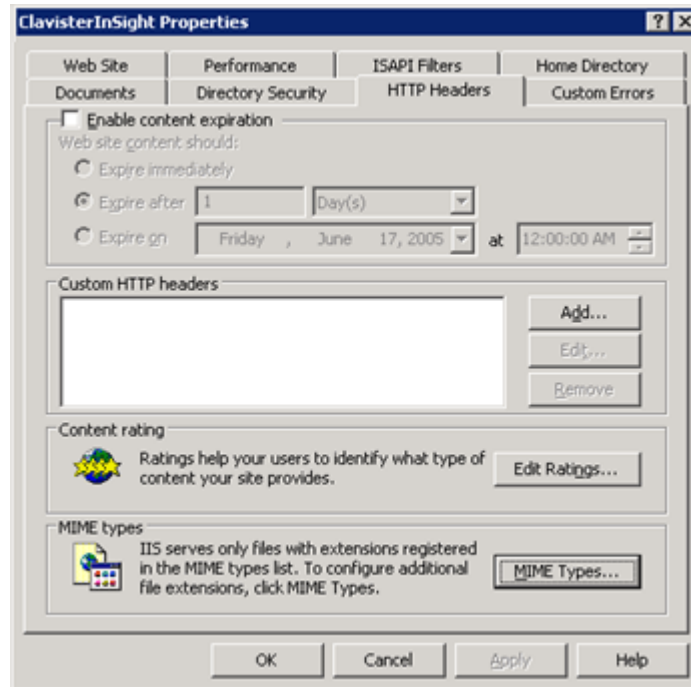 ClavisterInSight Properties
Web Site Performance ISAPI Filters Home Directory
Documents Directory Security HTTP Headers Custom Errors
Enable content expiration
Web site content should:
Expire immediately
Expire after 1 Day(s)
Expire on Friday , June 17, 2005 at 12:00:00 AM
Custom HTTP headers
Add...
Edit...
Remove
Content rating
Ratings help your users to identify what type of
content your site provides.
Edit Ratings...
MIME types
IIS serves only files with extensions registered
in the MIME types list. To configure additional
file extensions, click MIME Types.
MIME Types...
OK Cancel Apply Help